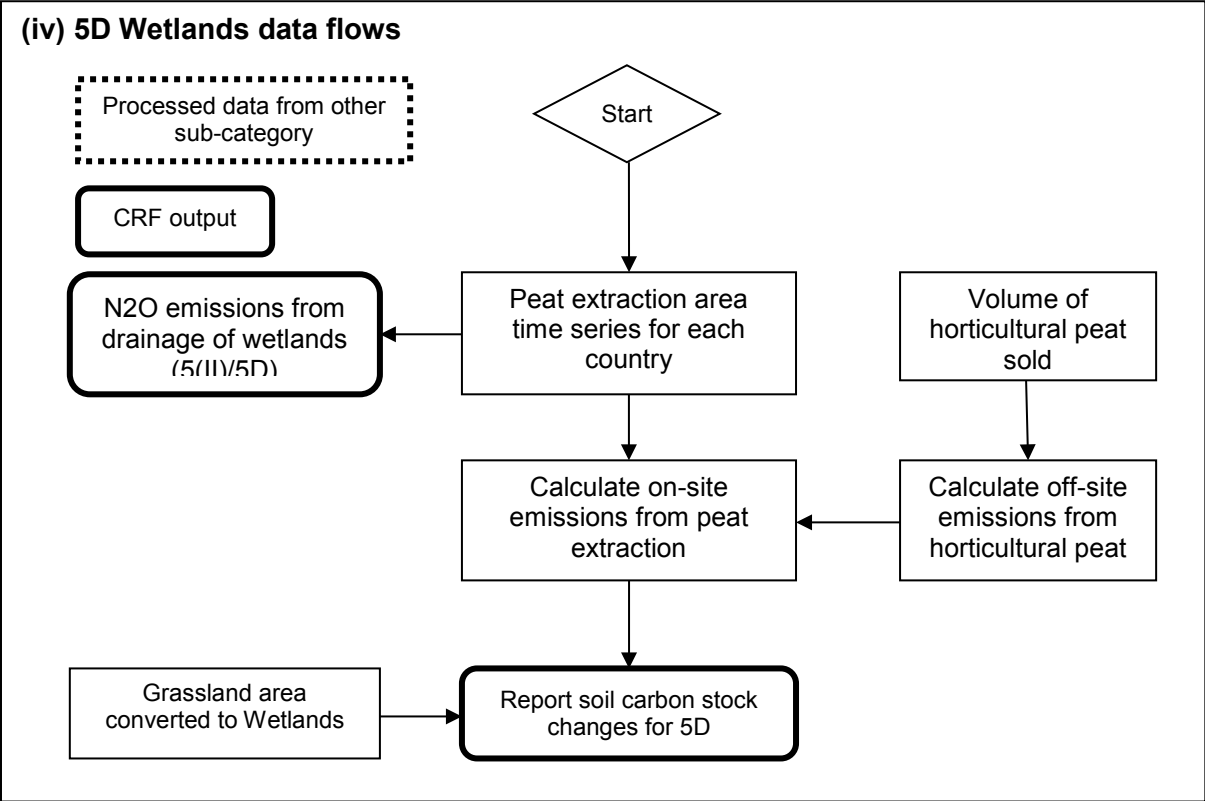 (iv) 5D Wetlands data flows
Processed data from other
sub-category
Start
CRF output
N2O emissions from
drainage of wetlands
(5(II)/5D)
Peat extraction area
time series for each
country
Volume of
horticultural peat
sold
Calculate on-site
emissions from peat
extraction
Calculate off-site
emissions from
horticultural peat
Grassland area
converted to Wetlands
Report soil carbon stock
changes for 5D